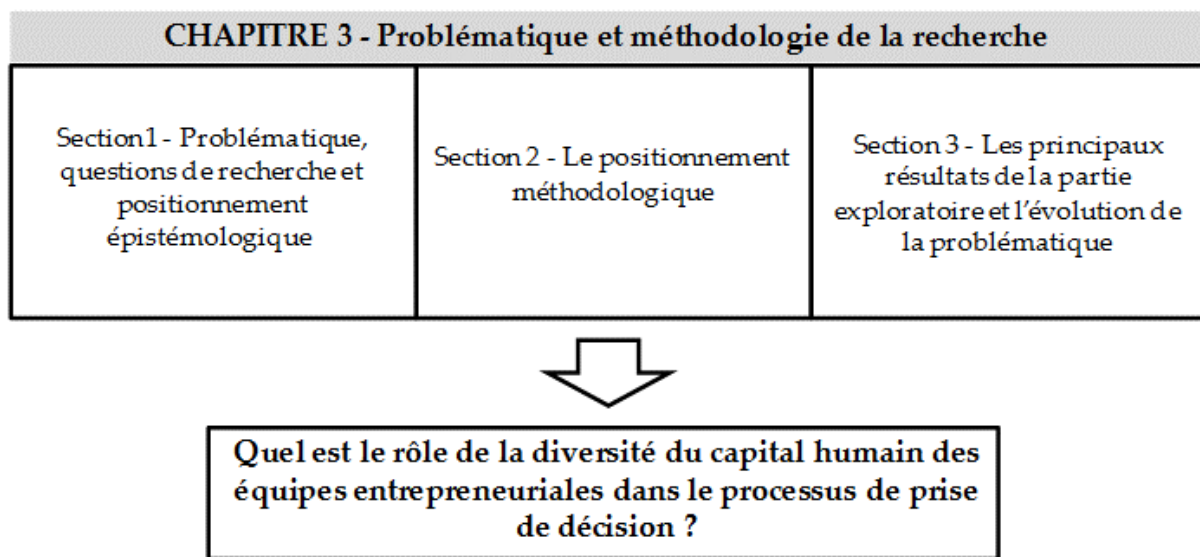 CHAPITRE 3 - Problématique et méthodologie de la recherche
Section 1 - Problématique,
questions de recherche et
positionnement
épistémologique
Section 2 - Le positionnement
méthodologique
Section 3 - Les principaux
résultats de la partie
exploratoire et l'évolution de
la problématique
Quel est le rôle de la diversité du capital humain des
équipes entrepreneuriales dans le processus de prise
de décision ?